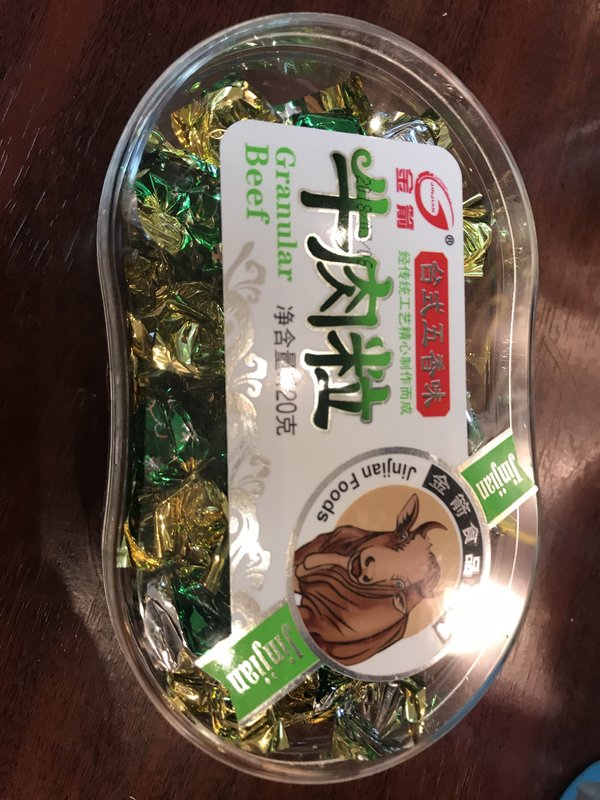 金箭
®
台式五香味
经传统工艺精心制作而成
牛肉粒
Granular
Beef
净含量:120克
金箭食品
Jinjian Foods
Jinjian
Jinjian